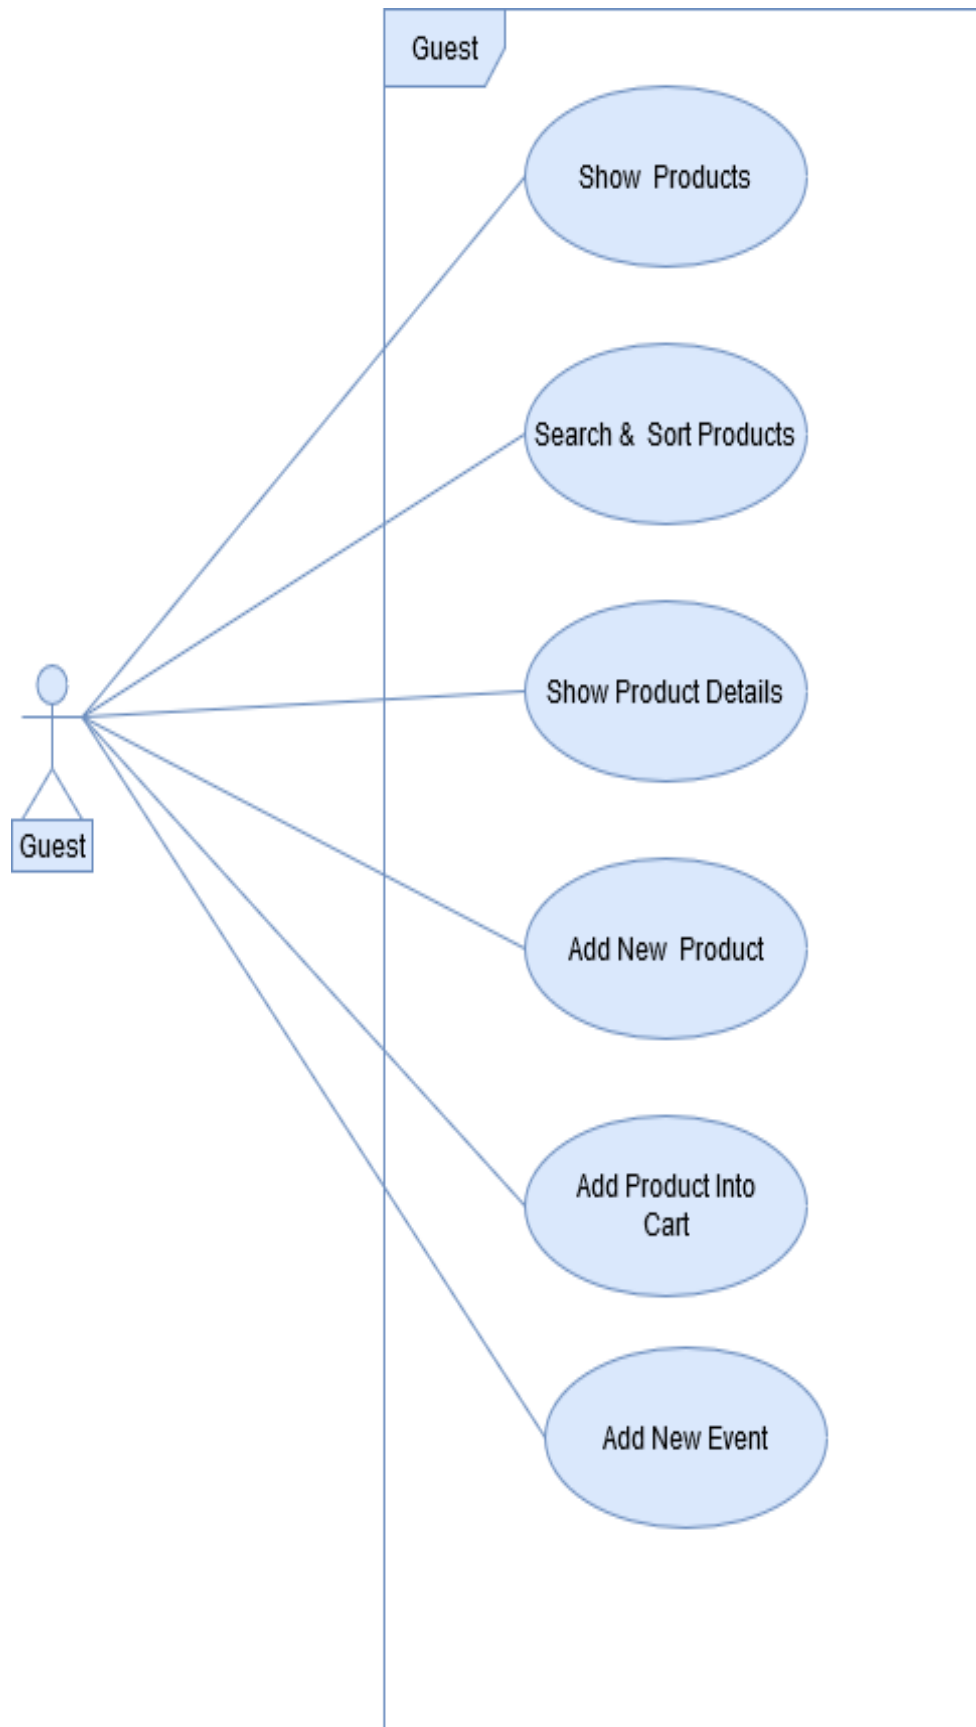 Guest
Show Products
Search & Sort Products
Show Product Details
Guest
Add New Product
Add Product Into
Cart
Add New Event